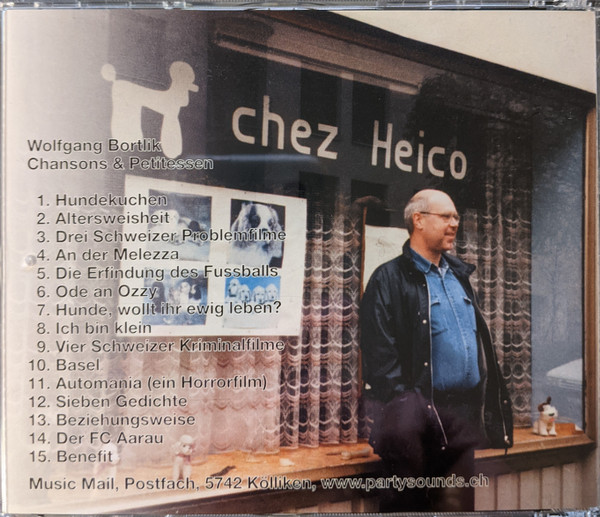 chez Heico
Wolfgang Bortlik
Chansons & Petitessen
1. Hundekuchen
2. Altersweisheit
3. Drei Schweizer Problemfilme
4. An der Melezza
5. Die Erfindung des Fussballs
6. Ode an Ozzy
7. Hunde, wollt ihr ewig leben?
8. Ich bin klein
9. Vier Schweizer Kriminalfilme
10. Basel
11. Automania (ein Horrorfilm)
12. Sieben Gedichte
13. Beziehungsweise
14. Der FC Aarau
15. Benefit
Music Mail, Postfach, 5742 Kölliken, www.partysounds.ch